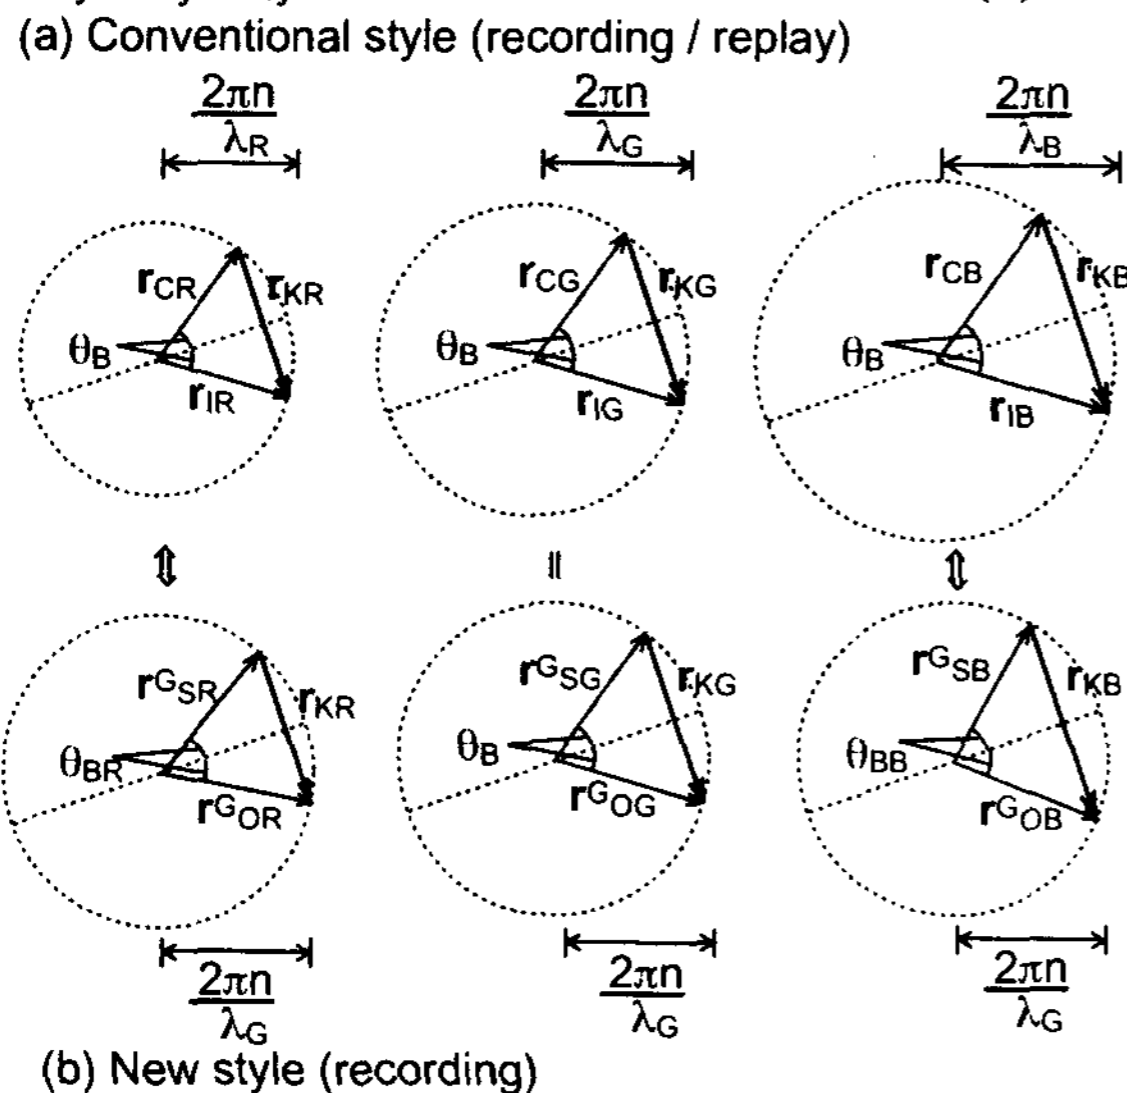 (a) Conventional style (recording / replay)
2πn 2πn 2πn
λR λG λB
rCR rKR rCG rKG rCB rKB
θB θB θB
rIR rIG rIB
⇕ = ⇕
rGSR rKR rGSG rKG rGSB rKB
θBR θB θBB
rGOR rGOG rGOB
2πn 2πn 2πn
λG λG λG
(b) New style (recording)